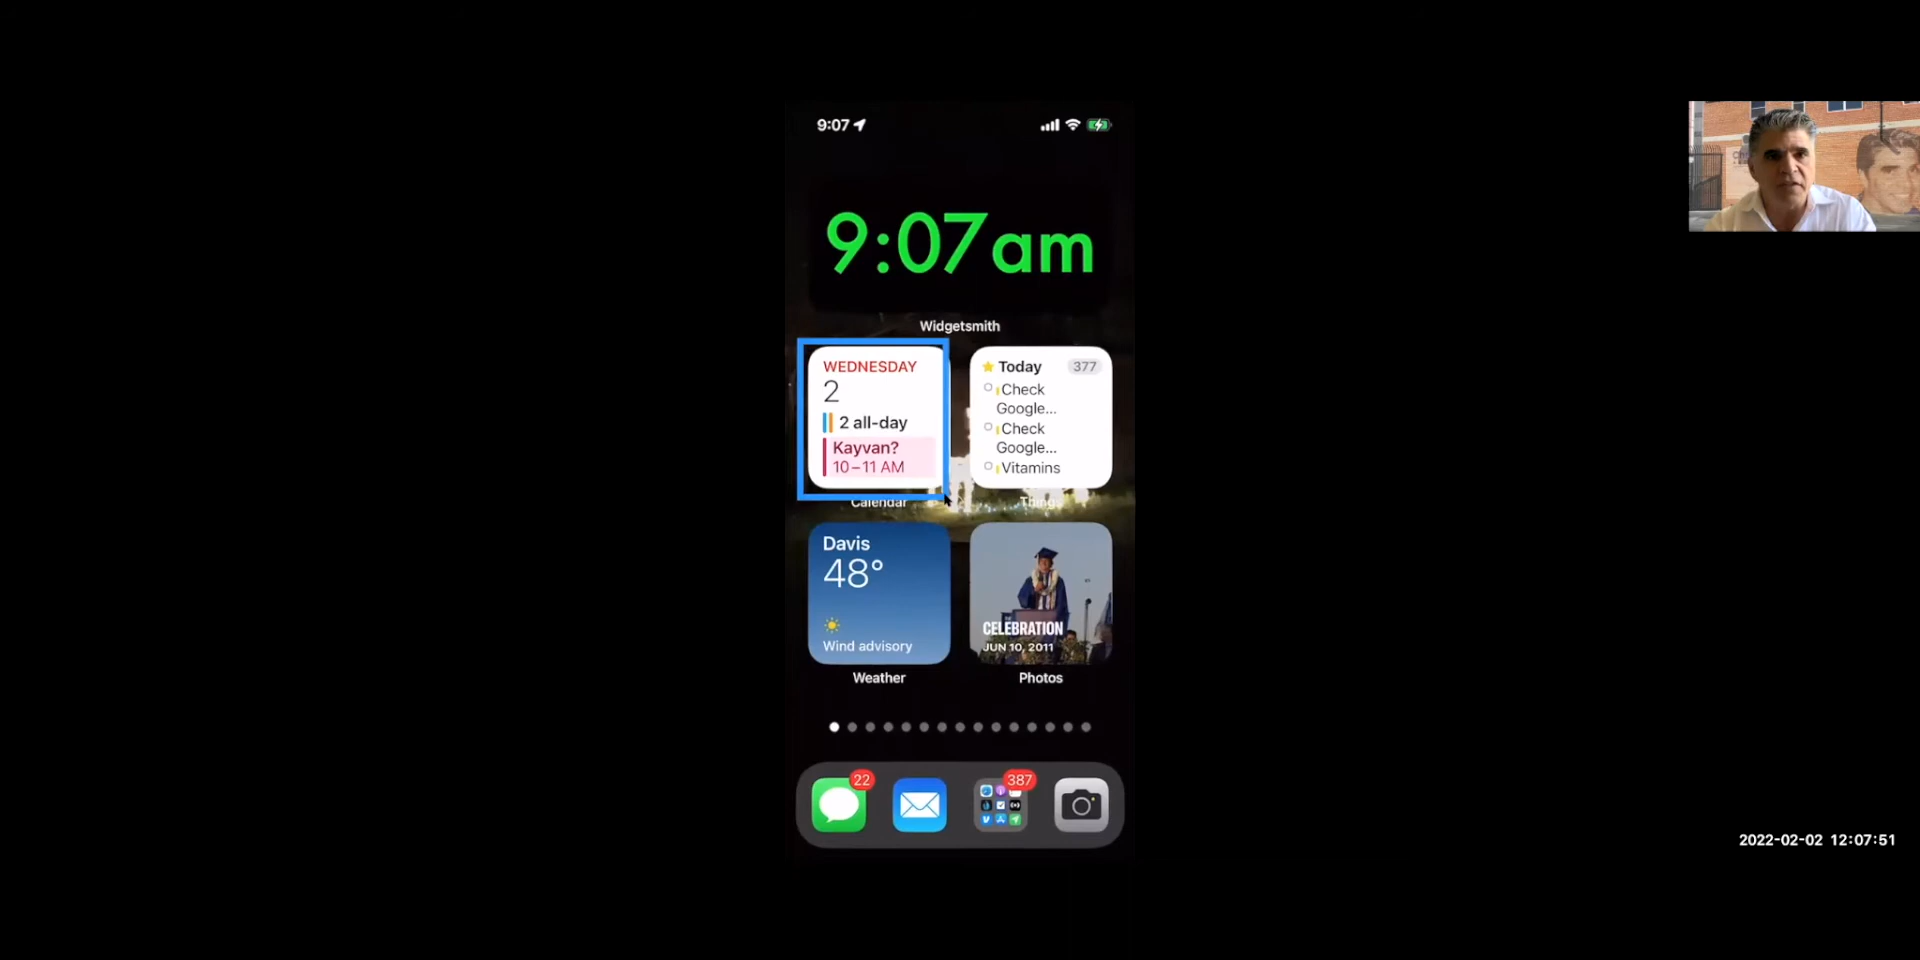 9:07
9:07am
Widgetsmith
WEDNESDAY
2
2 all-day
Kayvan?
10–11 AM
Calendar
Today 377
Check
Google...
Check
Google...
Vitamins
Things
Davis
48°
Wind advisory
Weather
CELEBRATION
JUN 10, 2011
Photos
22
387
2022-02-02 12:07:51